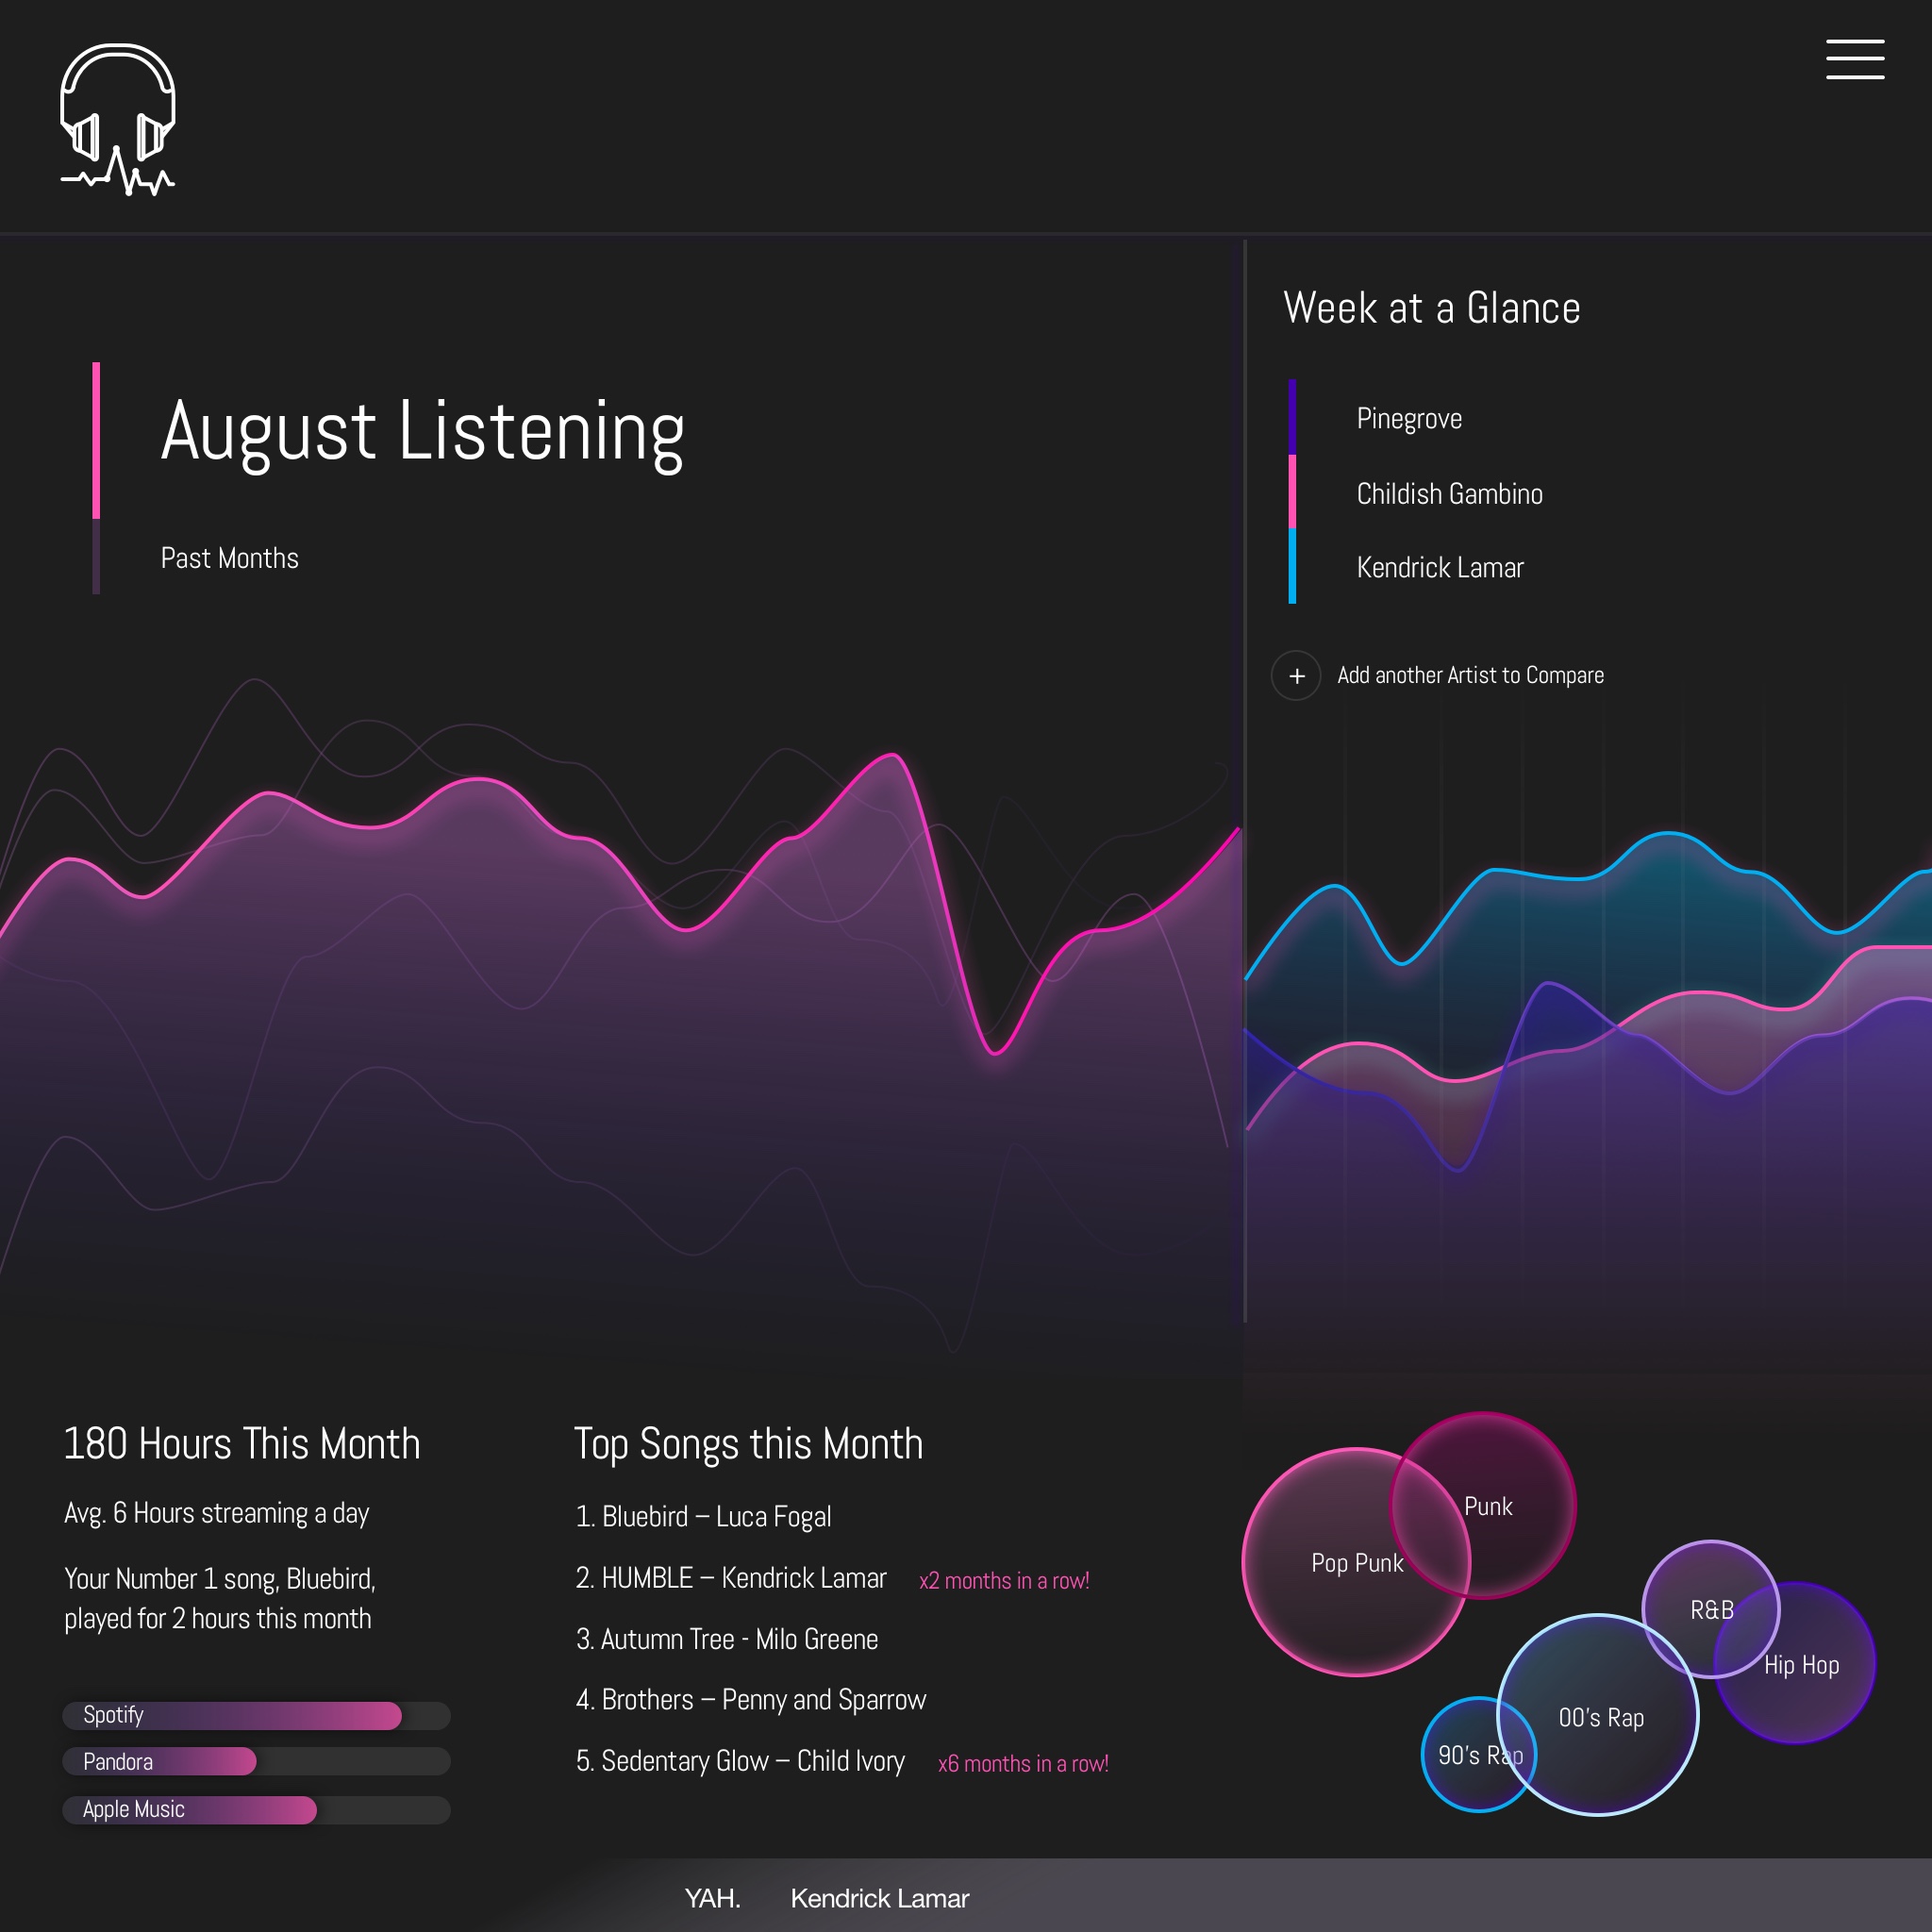 August Listening
Past Months
Week at a Glance
Pinegrove
Childish Gambino
Kendrick Lamar
+ Add another Artist to Compare
180 Hours This Month
Avg. 6 Hours streaming a day
Your Number 1 song, Bluebird,
played for 2 hours this month
Spotify
Pandora
Apple Music
Top Songs this Month
1. Bluebird – Luca Fogal
2. HUMBLE – Kendrick Lamar x2 months in a row!
3. Autumn Tree - Milo Greene
4. Brothers – Penny and Sparrow
5. Sedentary Glow – Child Ivory x6 months in a row!
Punk
Pop Punk
R&B
Hip Hop
00's Rap
90's Rap
YAH. Kendrick Lamar